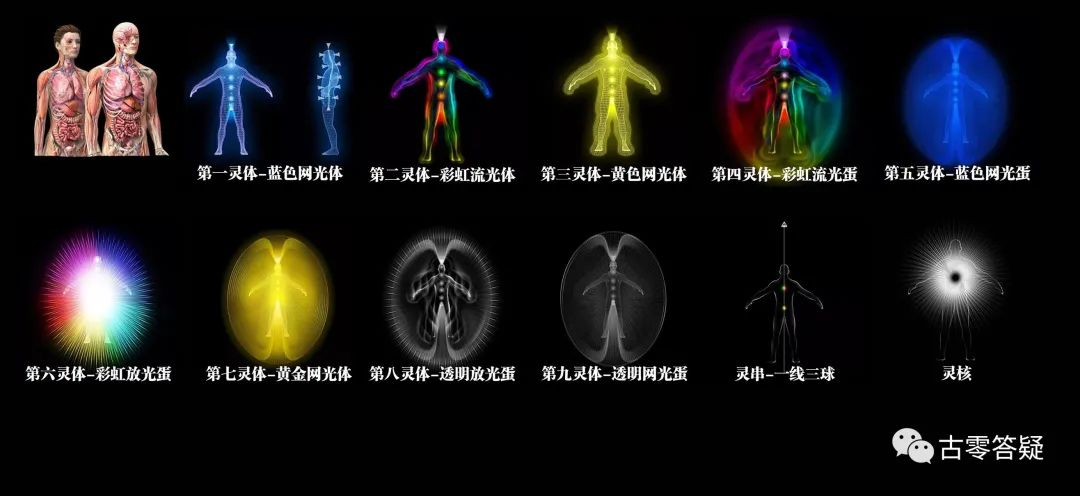 第一灵体-蓝色网光体
第二灵体-彩虹流光体
第三灵体-黄色网光体
第四灵体-彩虹流光蛋
第五灵体-蓝色网光蛋
第六灵体-彩虹放光蛋
第七灵体-黄金网光体
第八灵体-透明放光蛋
第九灵体-透明网光蛋
灵串-一线三球
灵核
古零答疑